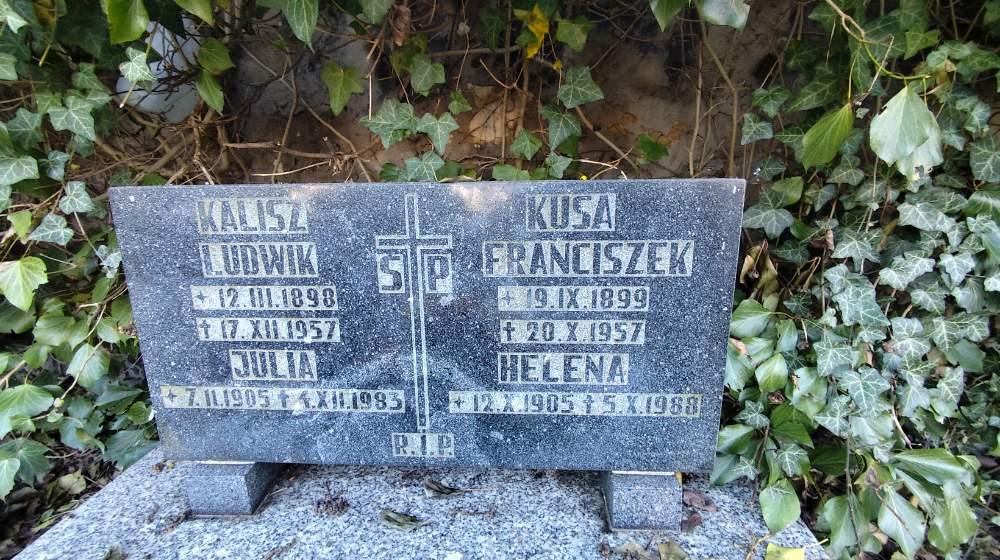 KALISZ
LUDWIK
+ 12.III.1898
† 17.XII.1957
JULIA
+ 7.II.1905 † 4.XII.1983
Ś P
R.I.P.
KUSA
FRANCISZEK
+ 19.IX.1899
† 20.X.1957
HELENA
+ 12.X.1905 † 5.X.1988